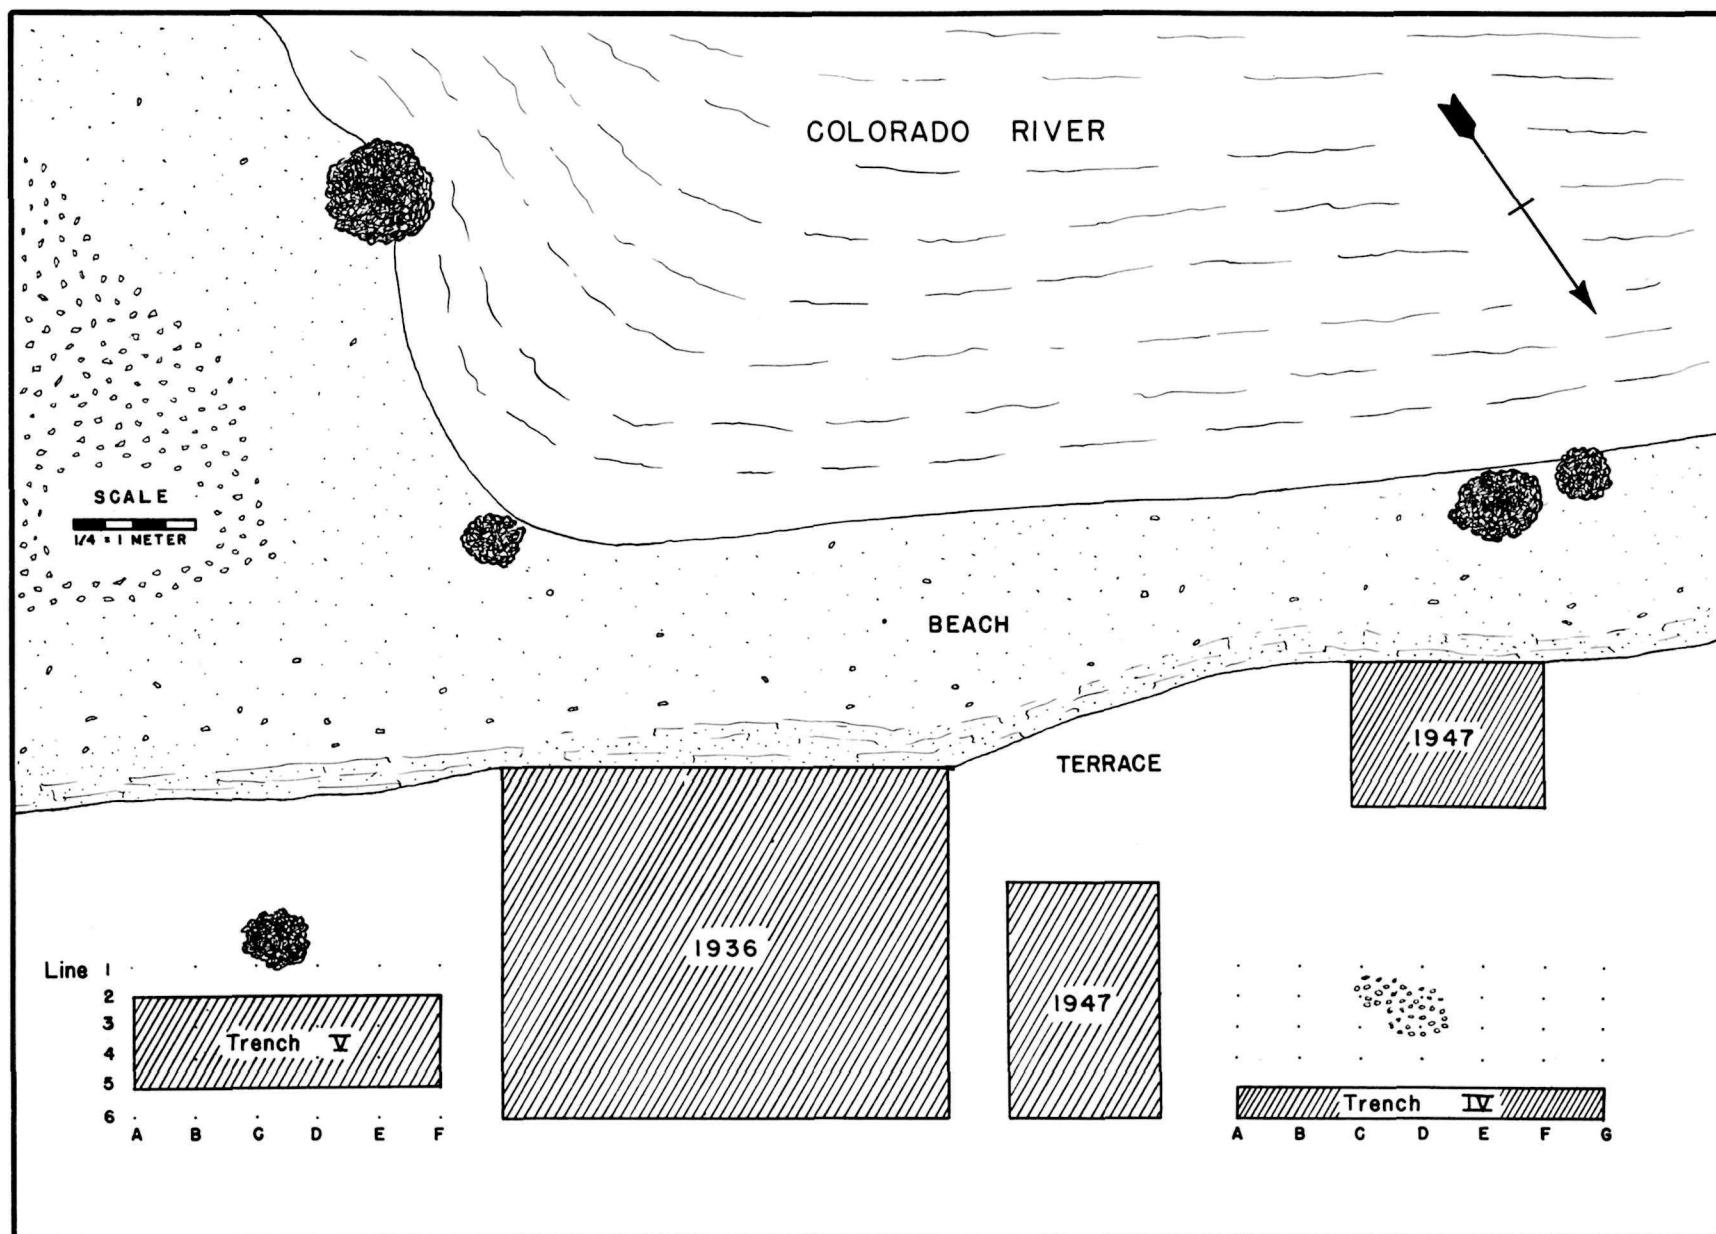 COLORADO RIVER
SCALE
1/4 = 1 METER
BEACH
TERRACE
1947
1936
1947
Line 1
2
3
4
5
6
Trench V
A B C D E F
Trench IV
A B C D E F G